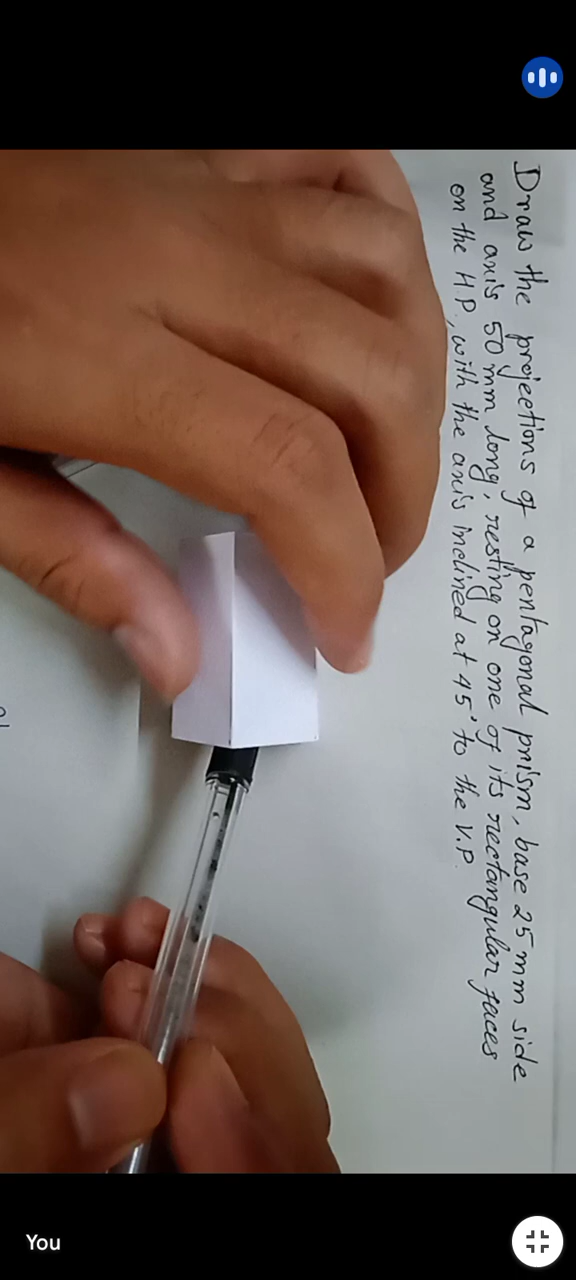 Draw the projections of a pentagonal prism, base 25 mm side
and axis 50 mm long, resting on one of its rectangular faces
on the H.P., with the axis inclined at 45° to the V.P.
You